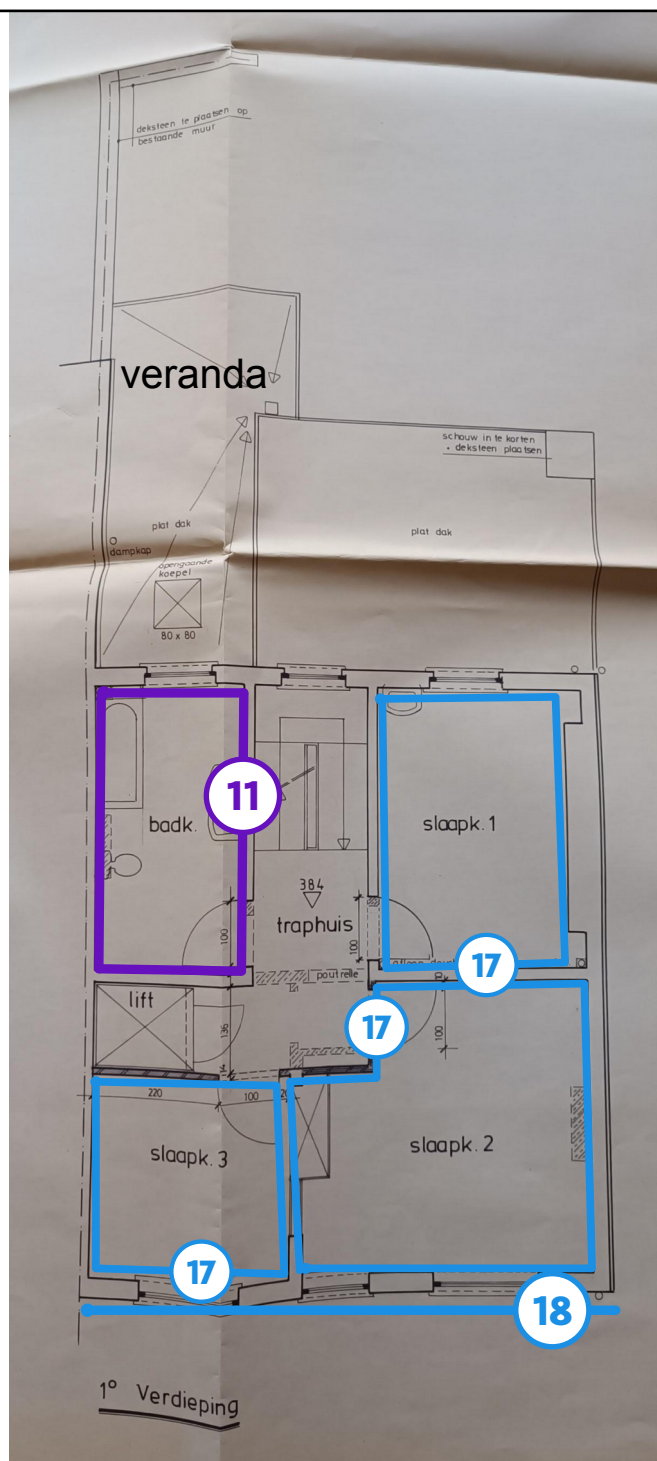 deksteen te plaatsen op
bestaande muur
veranda
schouw in te korten
+ deksteen plaatsen
plat dak
plat dak
dampkap
opengaande
koepel
80 x 80
11
badk.
slaapk. 1
384
traphuis
100
100
17
poutrelle
lift
17
136
100
14
220
100
20
slaapk. 3
slaapk. 2
17
18
1° Verdieping